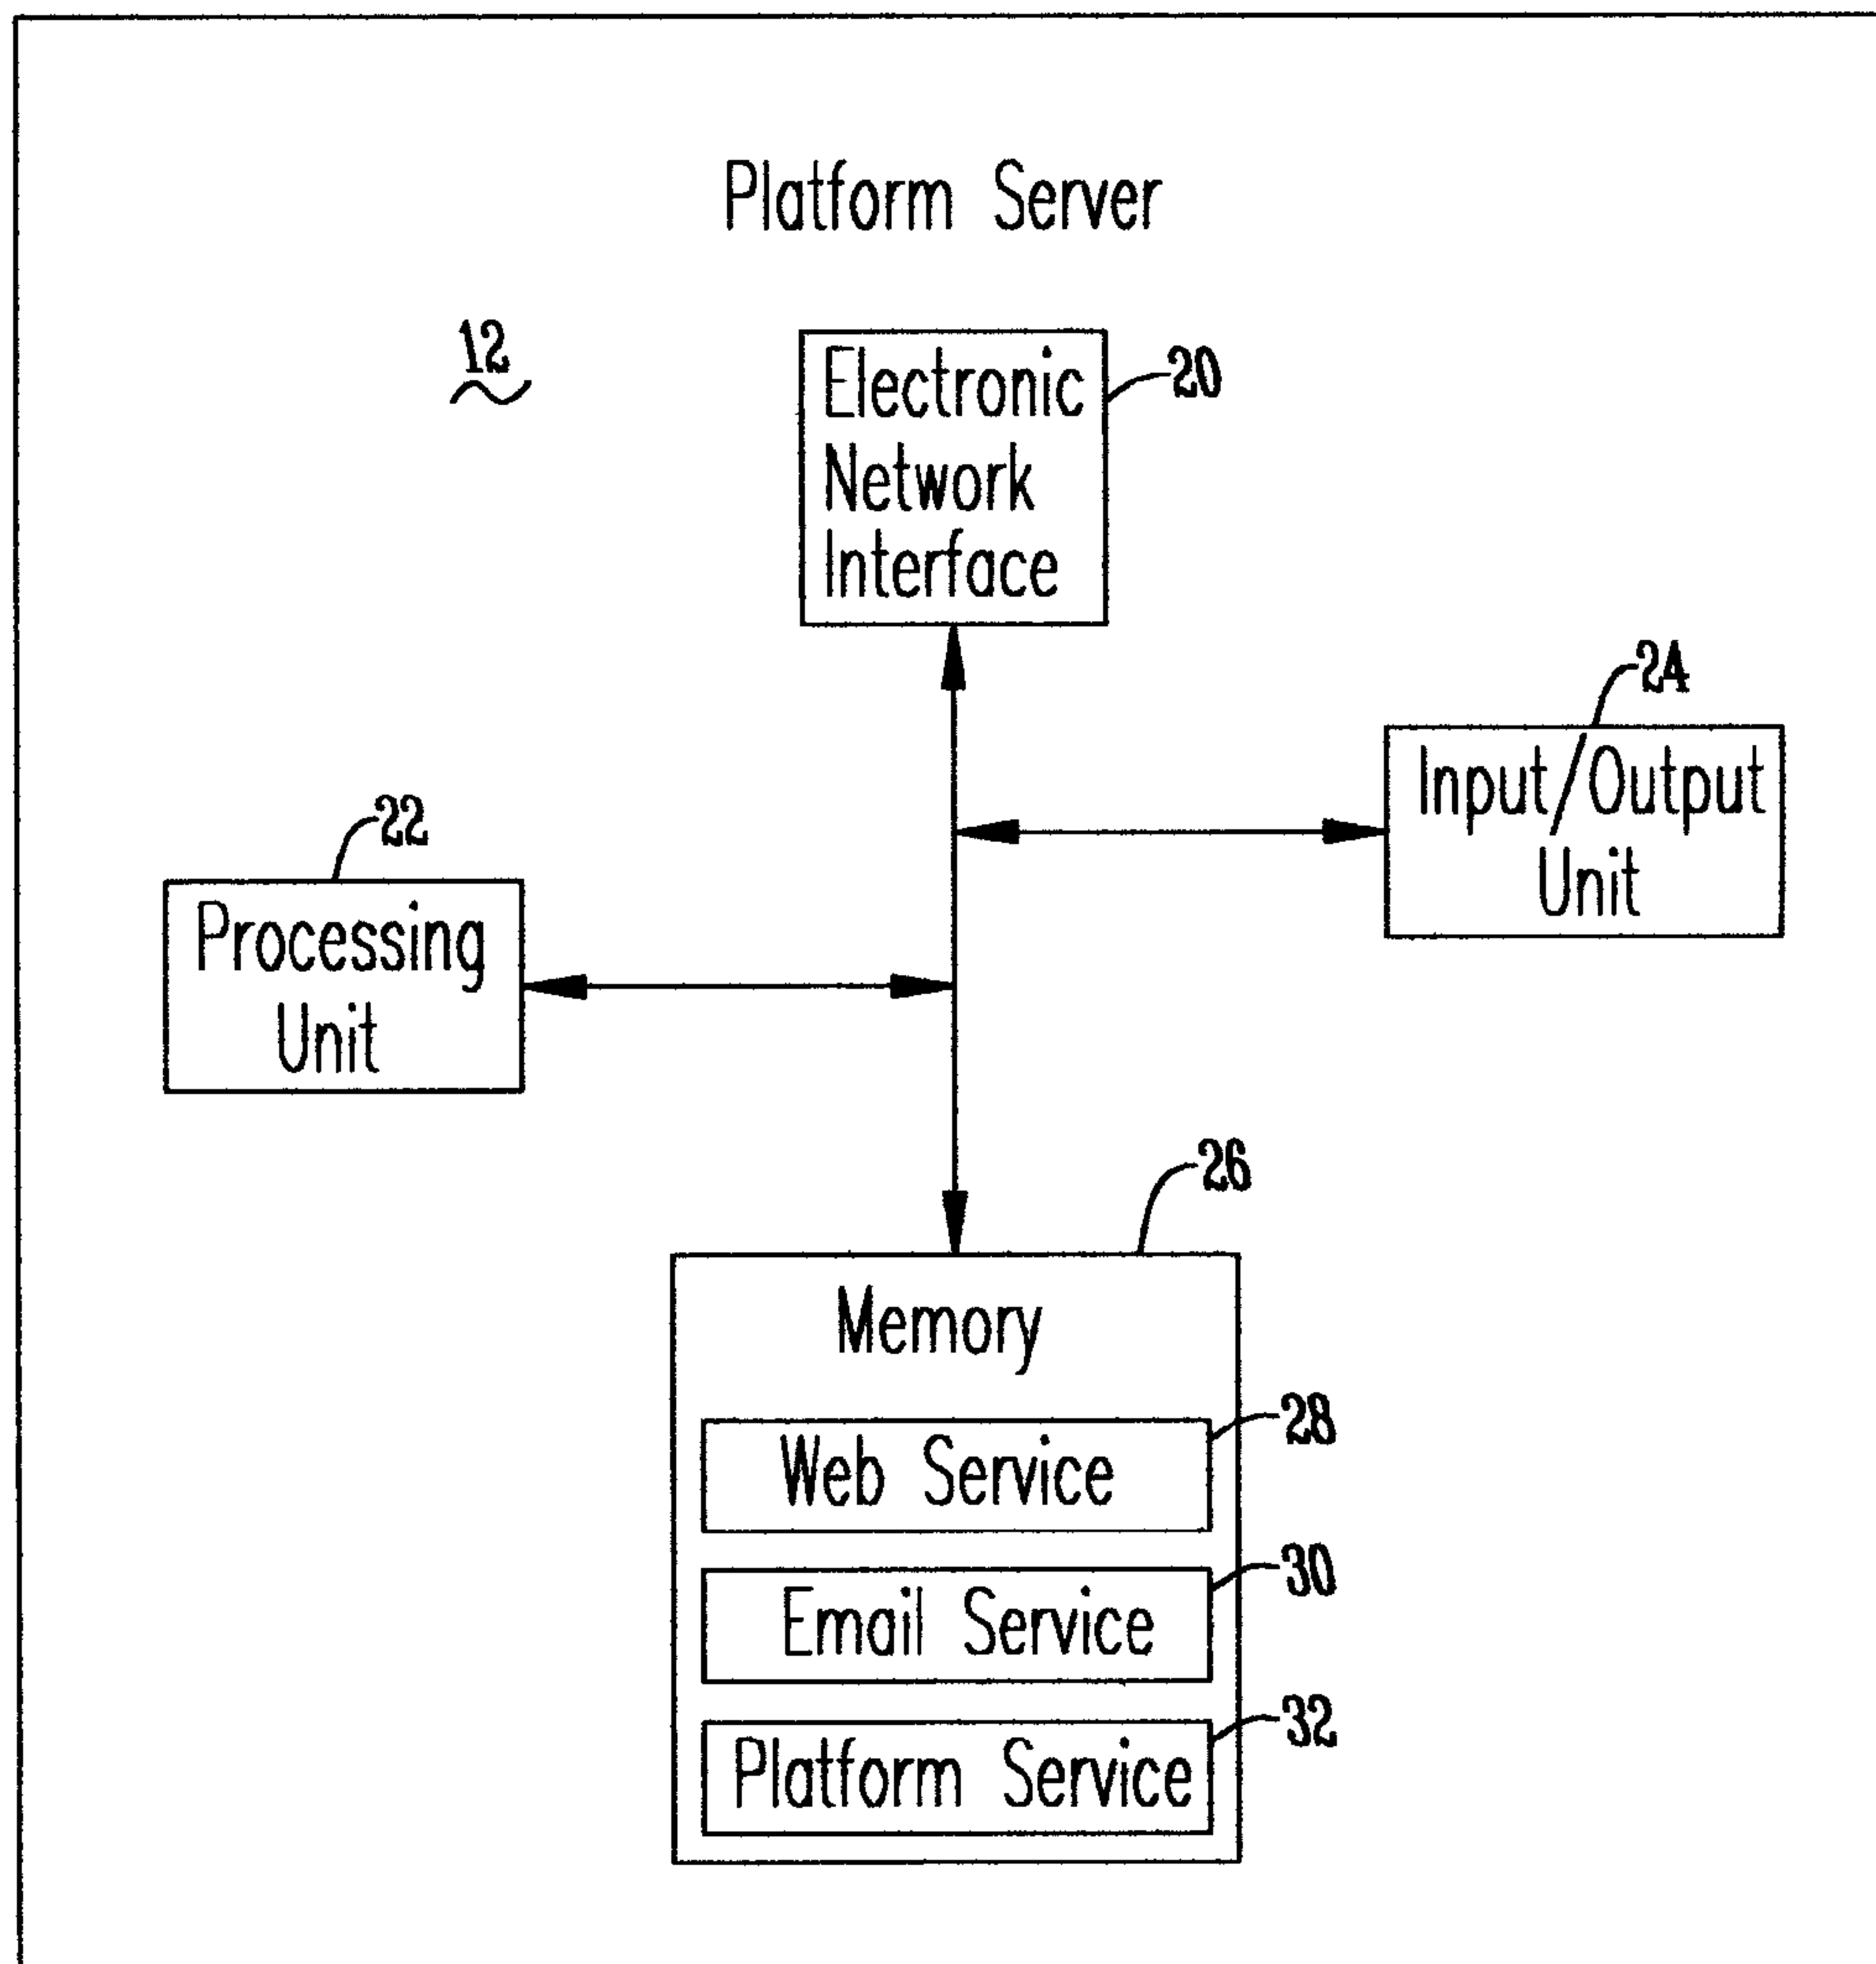 Platform Server
12
Electronic
Network
Interface
20
24
Input/Output
Unit
22
Processing
Unit
26
Memory
28
Web Service
30
Email Service
32
Platform Service